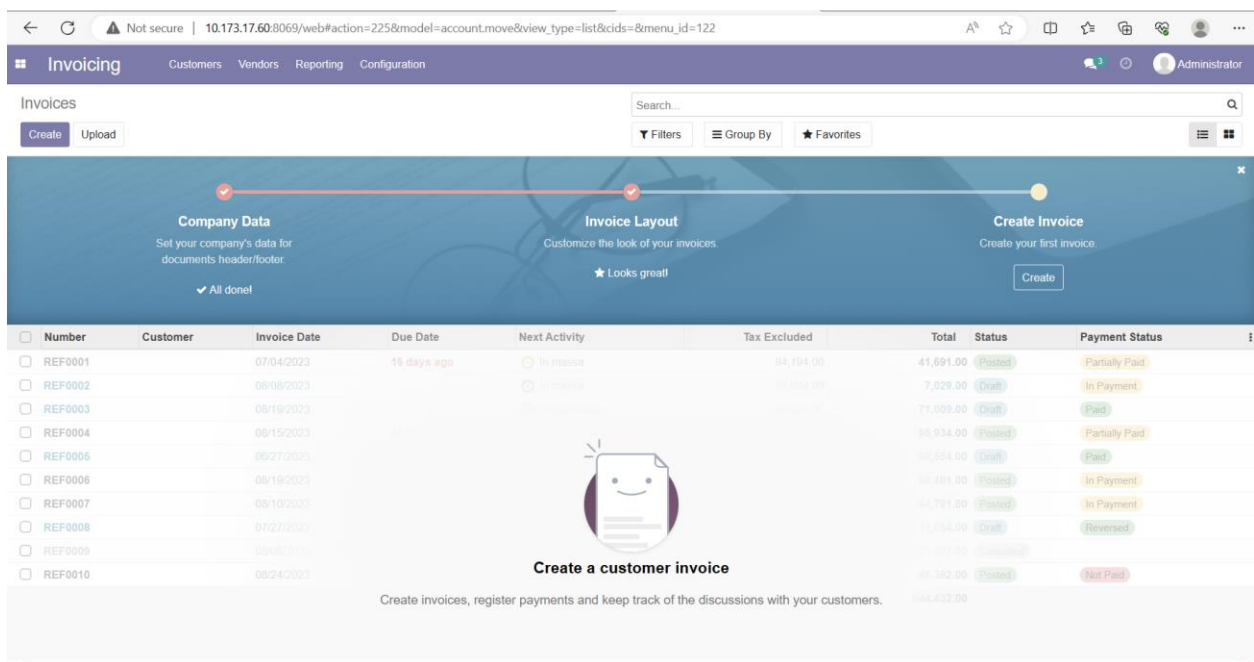 Not secure | 10.173.17.60:8069/web#action=225&model=account.move&view_type=list&cids=&menu_id=122
Invoicing Customers Vendors Reporting Configuration 3 Administrator
Invoices Search...
Create Upload Filters Group By Favorites
Company Data Invoice Layout Create Invoice
Set your company's data for Customize the look of your invoices. Create your first invoice.
documents header/footer.
Looks great! Create
All done!
Number Customer Invoice Date Due Date Next Activity Tax Excluded Total Status Payment Status
REF0001 07/04/2023 16 days ago In masse 94,194.00 41,691.00 Posted Partially Paid
REF0002 08/08/2023 7,029.00 Draft In Payment
REF0003 08/19/2023 71,009.00 Draft Paid
REF0004 08/15/2023 Posted Partially Paid
REF0005 06/27/2023 Draft Paid
REF0006 08/19/2023 Posted In Payment
REF0007 08/10/2023 Posted In Payment
REF0008 07/27/2023 Draft Reversed
REF0009
REF0010 08/24/2023 Posted Not Paid
Create a customer invoice
Create invoices, register payments and keep track of the discussions with your customers.